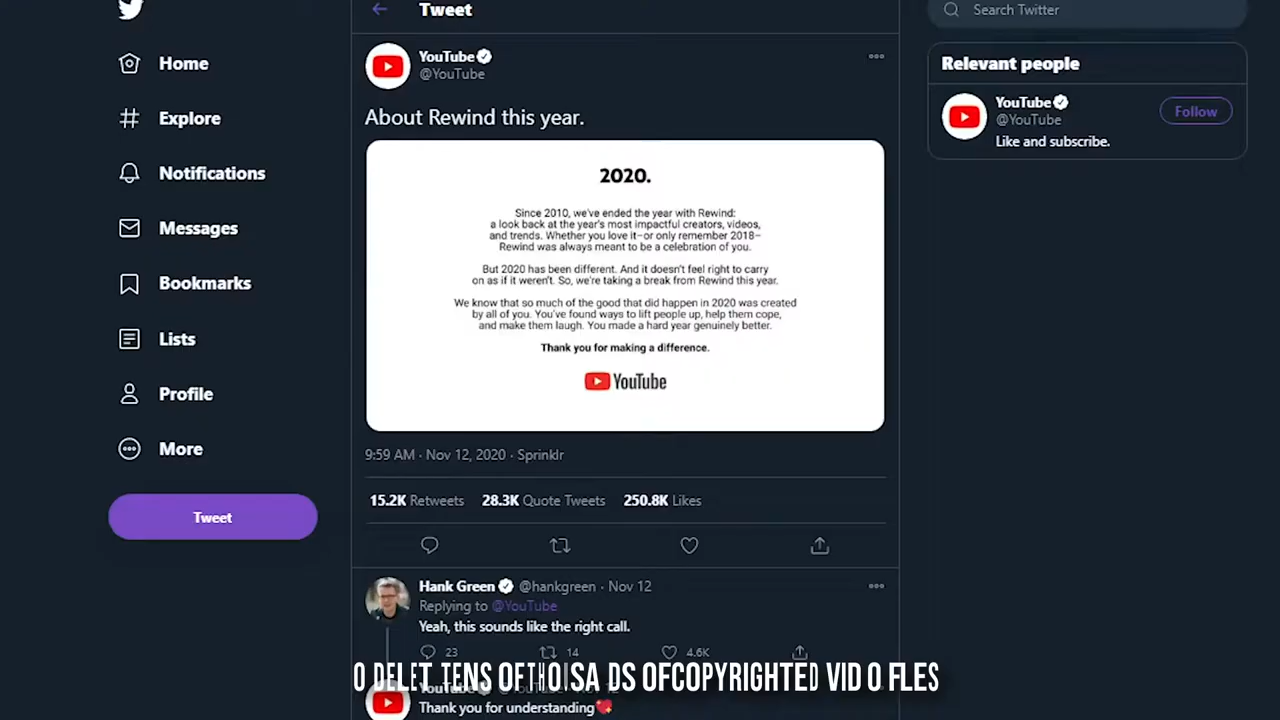 Tweet
Search Twitter
Home
Explore
Notifications
Messages
Bookmarks
Lists
Profile
More
Tweet
YouTube
@YouTube
About Rewind this year.
2020.
Since 2010, we've ended the year with Rewind:
a look back at the year's most impactful creators, videos,
and trends. Whether you love it–or only remember 2018–
Rewind was always meant to be a celebration of you.
But 2020 has been different. And it doesn't feel right to carry
on as if it weren't. So, we're taking a break from Rewind this year.
We know that so much of the good that did happen in 2020 was created
by all of you. You've found ways to lift people up, help them cope,
and make them laugh. You made a hard year genuinely better.
Thank you for making a difference.
YouTube
9:59 AM · Nov 12, 2020 · Sprinklr
15.2K Retweets 28.3K Quote Tweets 250.8K Likes
Hank Green @hankgreen · Nov 12
Replying to @YouTube
Yeah, this sounds like the right call.
23 14 4.6K
O DELET TENS OFTHO SA DS OFCOPYRIGHTED VID O FLES
YouTube
Thank you for understanding💖
Relevant people
YouTube
@YouTube
Follow
Like and subscribe.